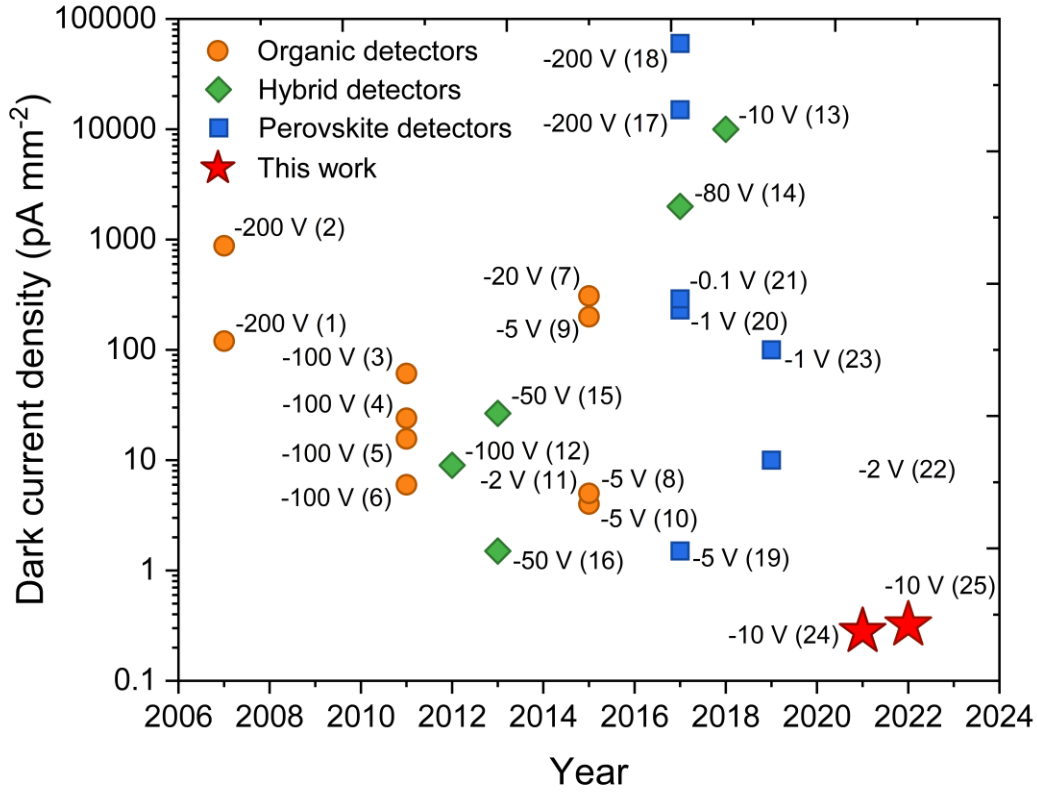 Dark current density (pA mm⁻²)
100000
10000
1000
100
10
1
0.1
Organic detectors
Hybrid detectors
Perovskite detectors
This work
-200 V (18)
-200 V (17)
-10 V (13)
-80 V (14)
-200 V (2)
-20 V (7)
-0.1 V (21)
-200 V (1)
-5 V (9)
-1 V (20)
-100 V (3)
-1 V (23)
-100 V (4)
-50 V (15)
-100 V (5)
-100 V (12)
-2 V (11)
-5 V (8)
-2 V (22)
-100 V (6)
-5 V (10)
-50 V (16)
-5 V (19)
-10 V (25)
-10 V (24)
2006 2008 2010 2012 2014 2016 2018 2020 2022 2024
Year